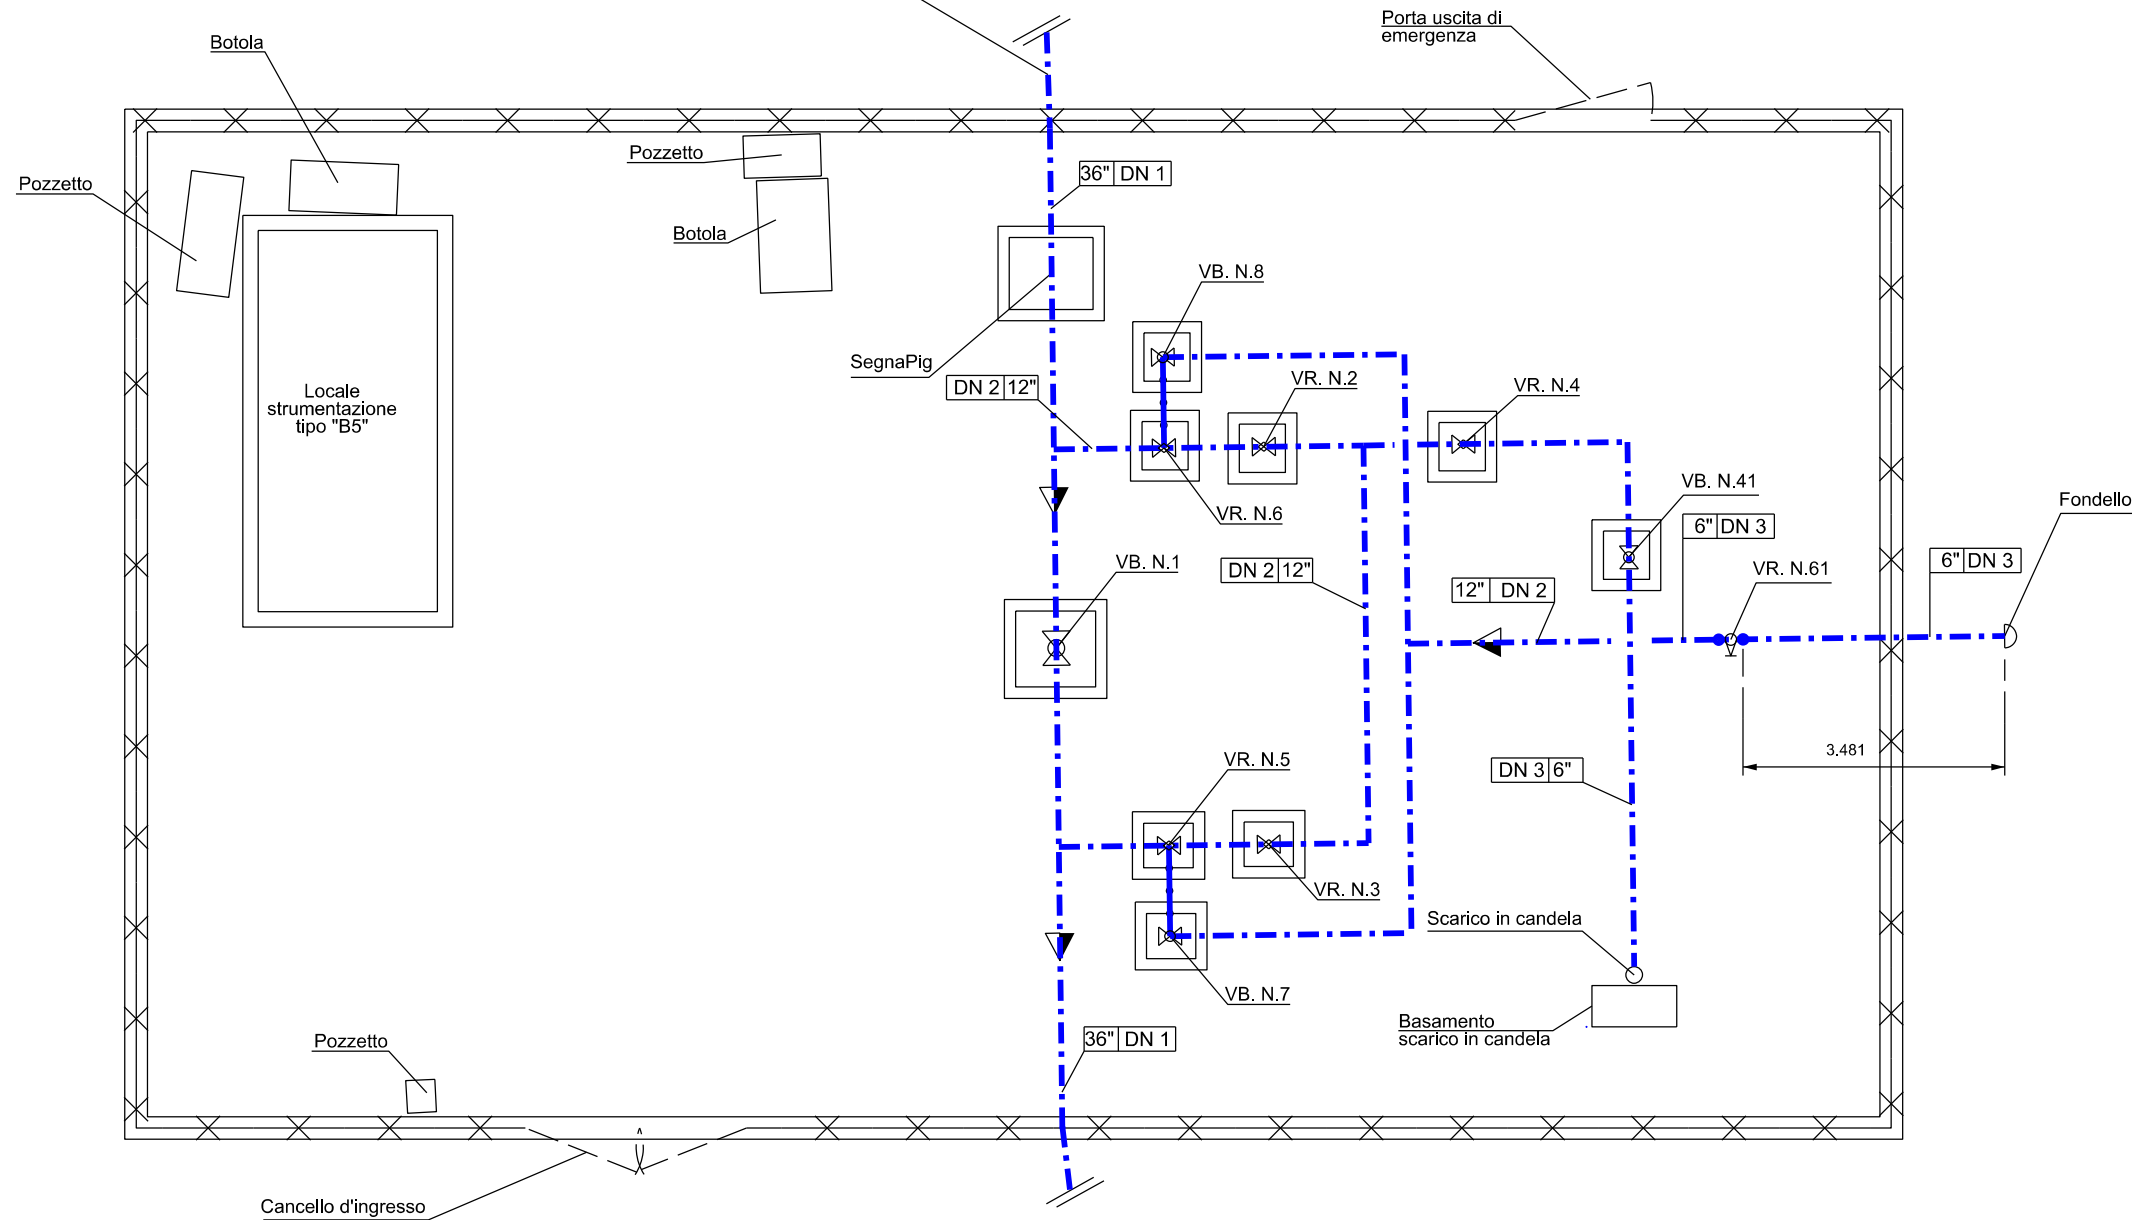 Porta uscita di
emergenza
Botola
Pozzetto
Pozzetto
36" DN 1
Botola
VB. N.8
SegnaPig
DN 2 12"
VR. N.2
VR. N.4
Locale
strumentazione
tipo "B5"
VB. N.41
Fondello
VR. N.6
6" DN 3
6" DN 3
VB. N.1
DN 2 12"
VR. N.61
12" DN 2
3.481
VR. N.5
DN 3 6"
VR. N.3
Scarico in candela
VB. N.7
Basamento
scarico in candela
36" DN 1
Pozzetto
Cancello d'ingresso